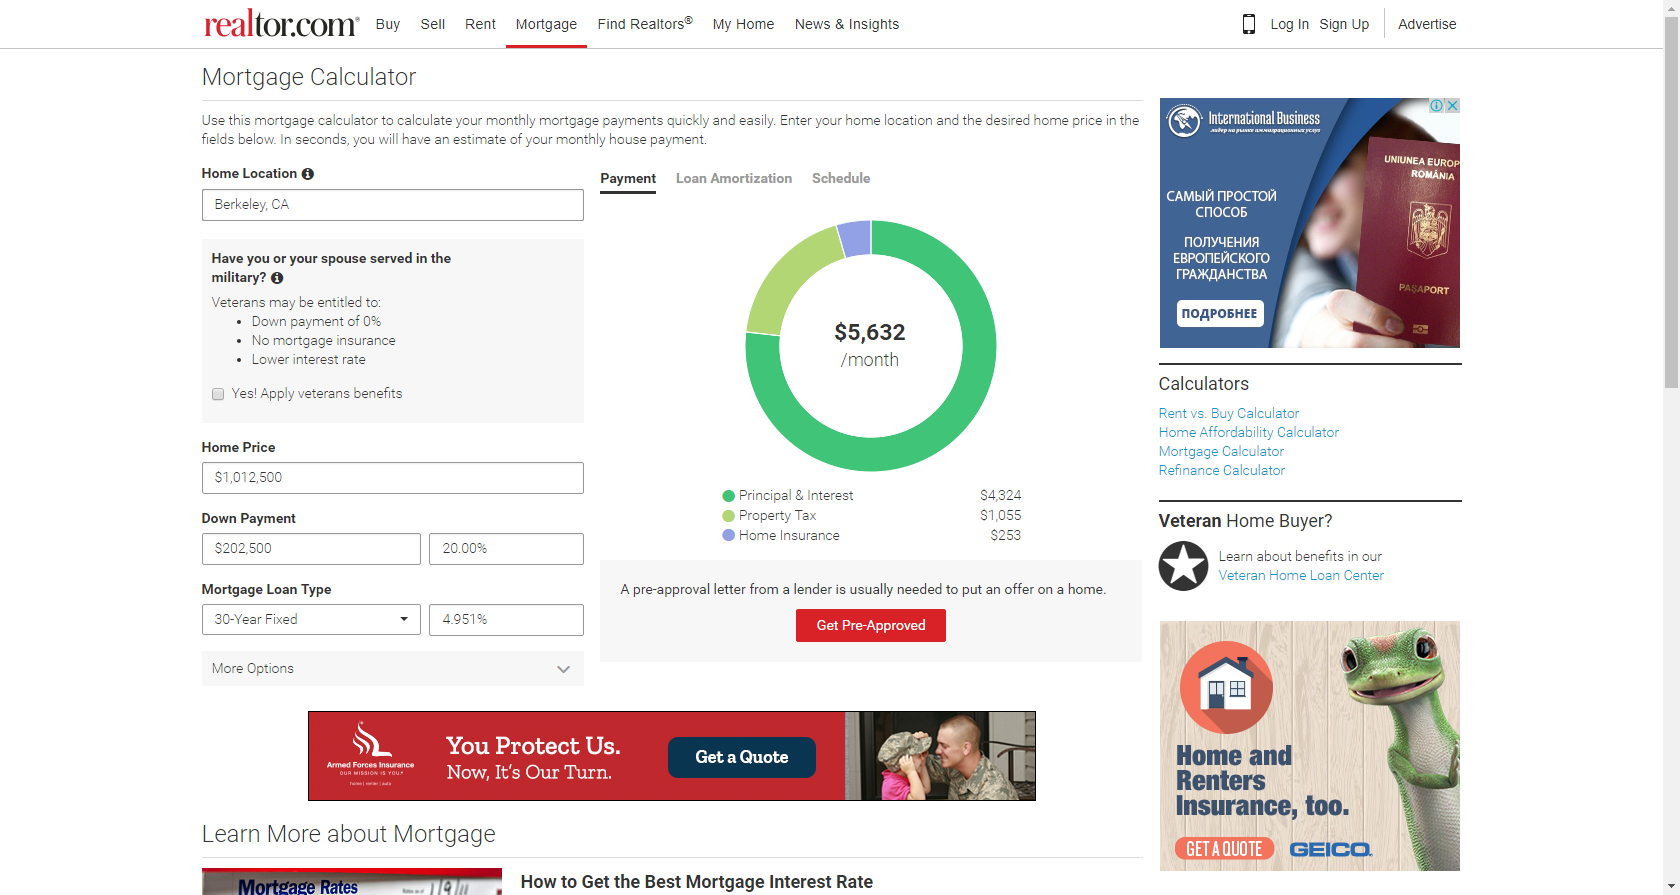 realtor.com®
Buy
Sell
Rent
Mortgage
Find Realtors®
My Home
News & Insights
Log In
Sign Up
Advertise
Mortgage Calculator
Use this mortgage calculator to calculate your monthly mortgage payments quickly and easily. Enter your home location and the desired home price in the
fields below. In seconds, you will have an estimate of your monthly house payment.
Home Location
Berkeley, CA
Have you or your spouse served in the
military?
Veterans may be entitled to:
• Down payment of 0%
• No mortgage insurance
• Lower interest rate
Yes! Apply veterans benefits
Home Price
$1,012,500
Down Payment
$202,500
20.00%
Mortgage Loan Type
30-Year Fixed
4.951%
More Options
Payment
Loan Amortization
Schedule
$5,632
/month
Principal & Interest $4,324
Property Tax $1,055
Home Insurance $253
A pre-approval letter from a lender is usually needed to put an offer on a home.
Get Pre-Approved
International Business
лидер на рынке иммиграционных услуг
САМЫЙ ПРОСТОЙ
СПОСОБ
ПОЛУЧЕНИЯ
ЕВРОПЕЙСКОГО
ГРАЖДАНСТВА
ПОДРОБНЕЕ
UNIUNEA EUROP
ROMÂNIA
PAŞAPORT
Calculators
Rent vs. Buy Calculator
Home Affordability Calculator
Mortgage Calculator
Refinance Calculator
Veteran Home Buyer?
Learn about benefits in our
Veteran Home Loan Center
Home and
Renters
Insurance, too.
GET A QUOTE
GEICO
Armed Forces Insurance
OUR MISSION IS YOU.®
home | renter | auto
You Protect Us.
Now, It's Our Turn.
Get a Quote
Learn More about Mortgage
Mortgage Rates
How to Get the Best Mortgage Interest Rate